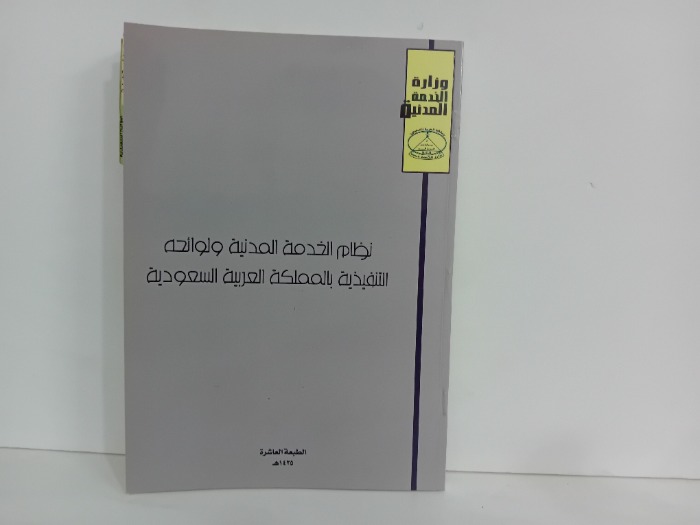 وزارة
الخدمة
المدنية
نظام الخدمة المدنية ولوائحه
التنفيذية بالمملكة العربية السعودية
الطبعة العاشرة
١٤٢٥هـ